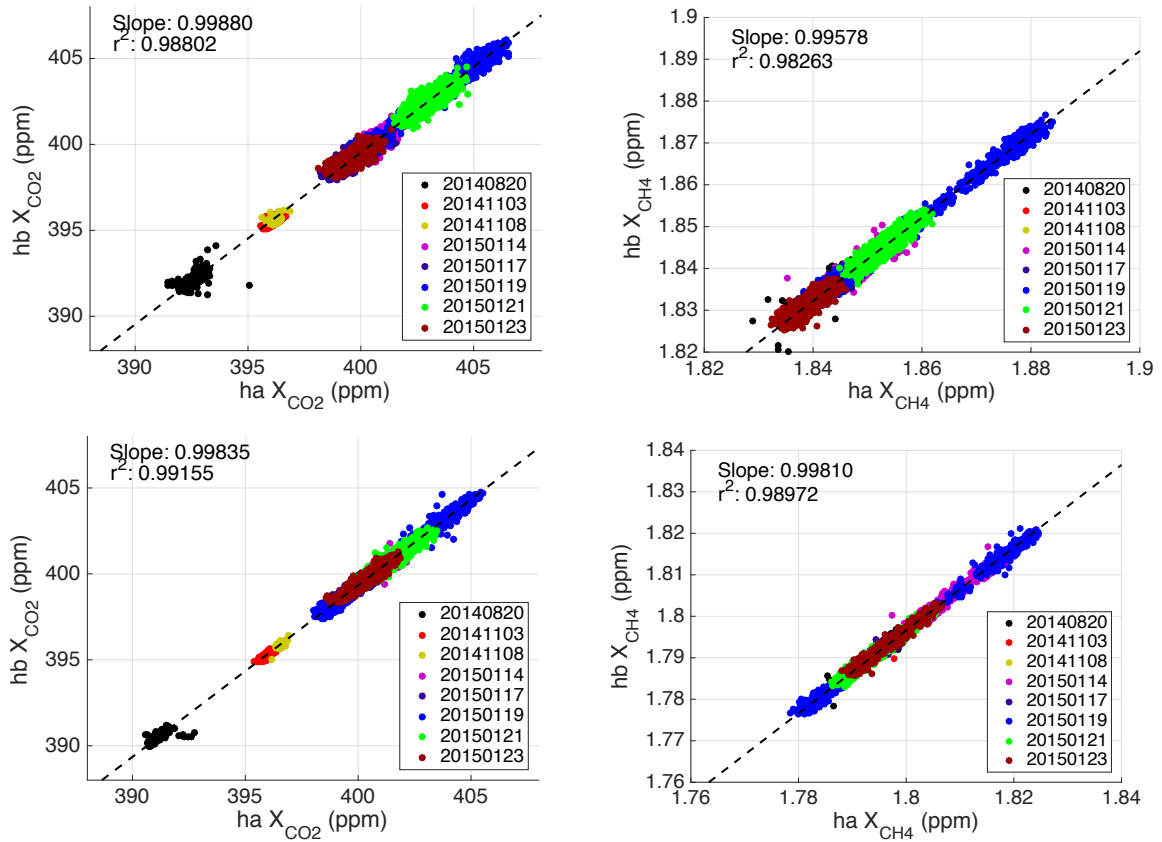 Slope: 0.99880
r²: 0.98802
405
400
395
390
hb X_CO2 (ppm)
20140820
20141103
20141108
20150114
20150117
20150119
20150121
20150123
390 395 400 405
ha X_CO2 (ppm)
1.9
Slope: 0.99578
r²: 0.98263
1.89
1.88
1.87
1.86
1.85
1.84
1.83
1.82
hb X_CH4 (ppm)
20140820
20141103
20141108
20150114
20150117
20150119
20150121
20150123
1.82 1.84 1.86 1.88 1.9
ha X_CH4 (ppm)
Slope: 0.99835
r²: 0.99155
405
400
395
390
hb X_CO2 (ppm)
20140820
20141103
20141108
20150114
20150117
20150119
20150121
20150123
390 395 400 405
ha X_CO2 (ppm)
1.84
Slope: 0.99810
r²: 0.98972
1.83
1.82
1.81
1.8
1.79
1.78
1.77
1.76
hb X_CH4 (ppm)
20140820
20141103
20141108
20150114
20150117
20150119
20150121
20150123
1.76 1.78 1.8 1.82 1.84
ha X_CH4 (ppm)